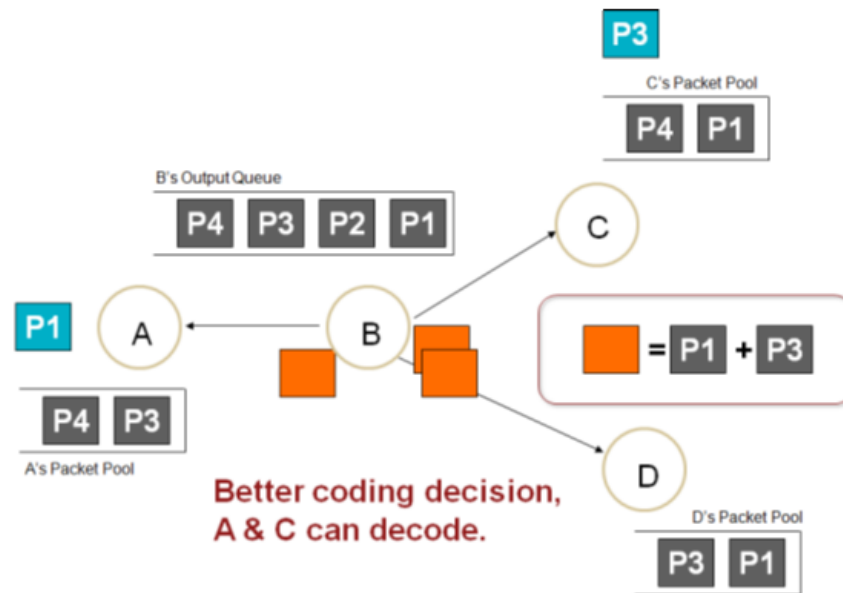 P3
C's Packet Pool
P4 P1
B's Output Queue
P4 P3 P2 P1
C
P1
A
B
= P1 + P3
P4 P3
A's Packet Pool
D
Better coding decision,
A & C can decode.
D's Packet Pool
P3 P1